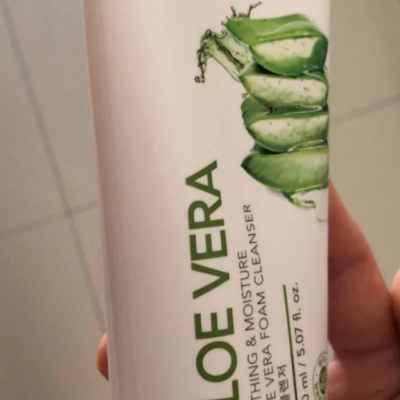 LOE VERA
THING & MOISTURE
E VERA FOAM CLEANSER
클렌저
0 ml / 5.07 fl. oz.